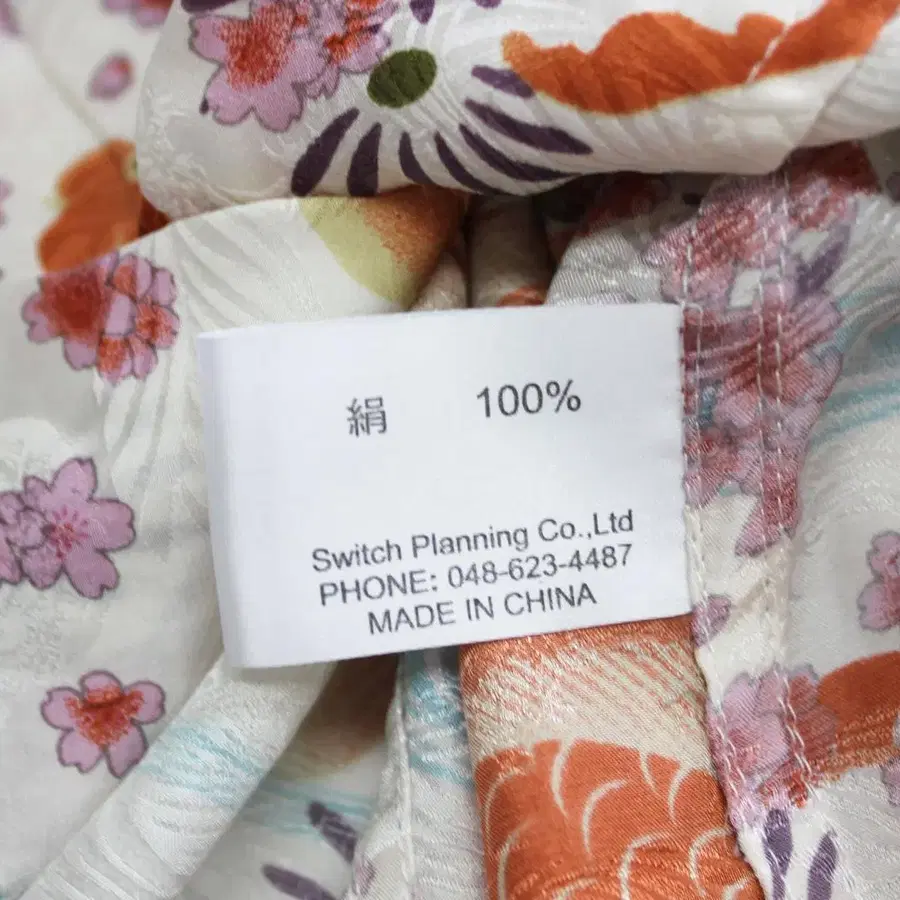 絹 100%
Switch Planning Co.,Ltd
PHONE: 048-623-4487
MADE IN CHINA